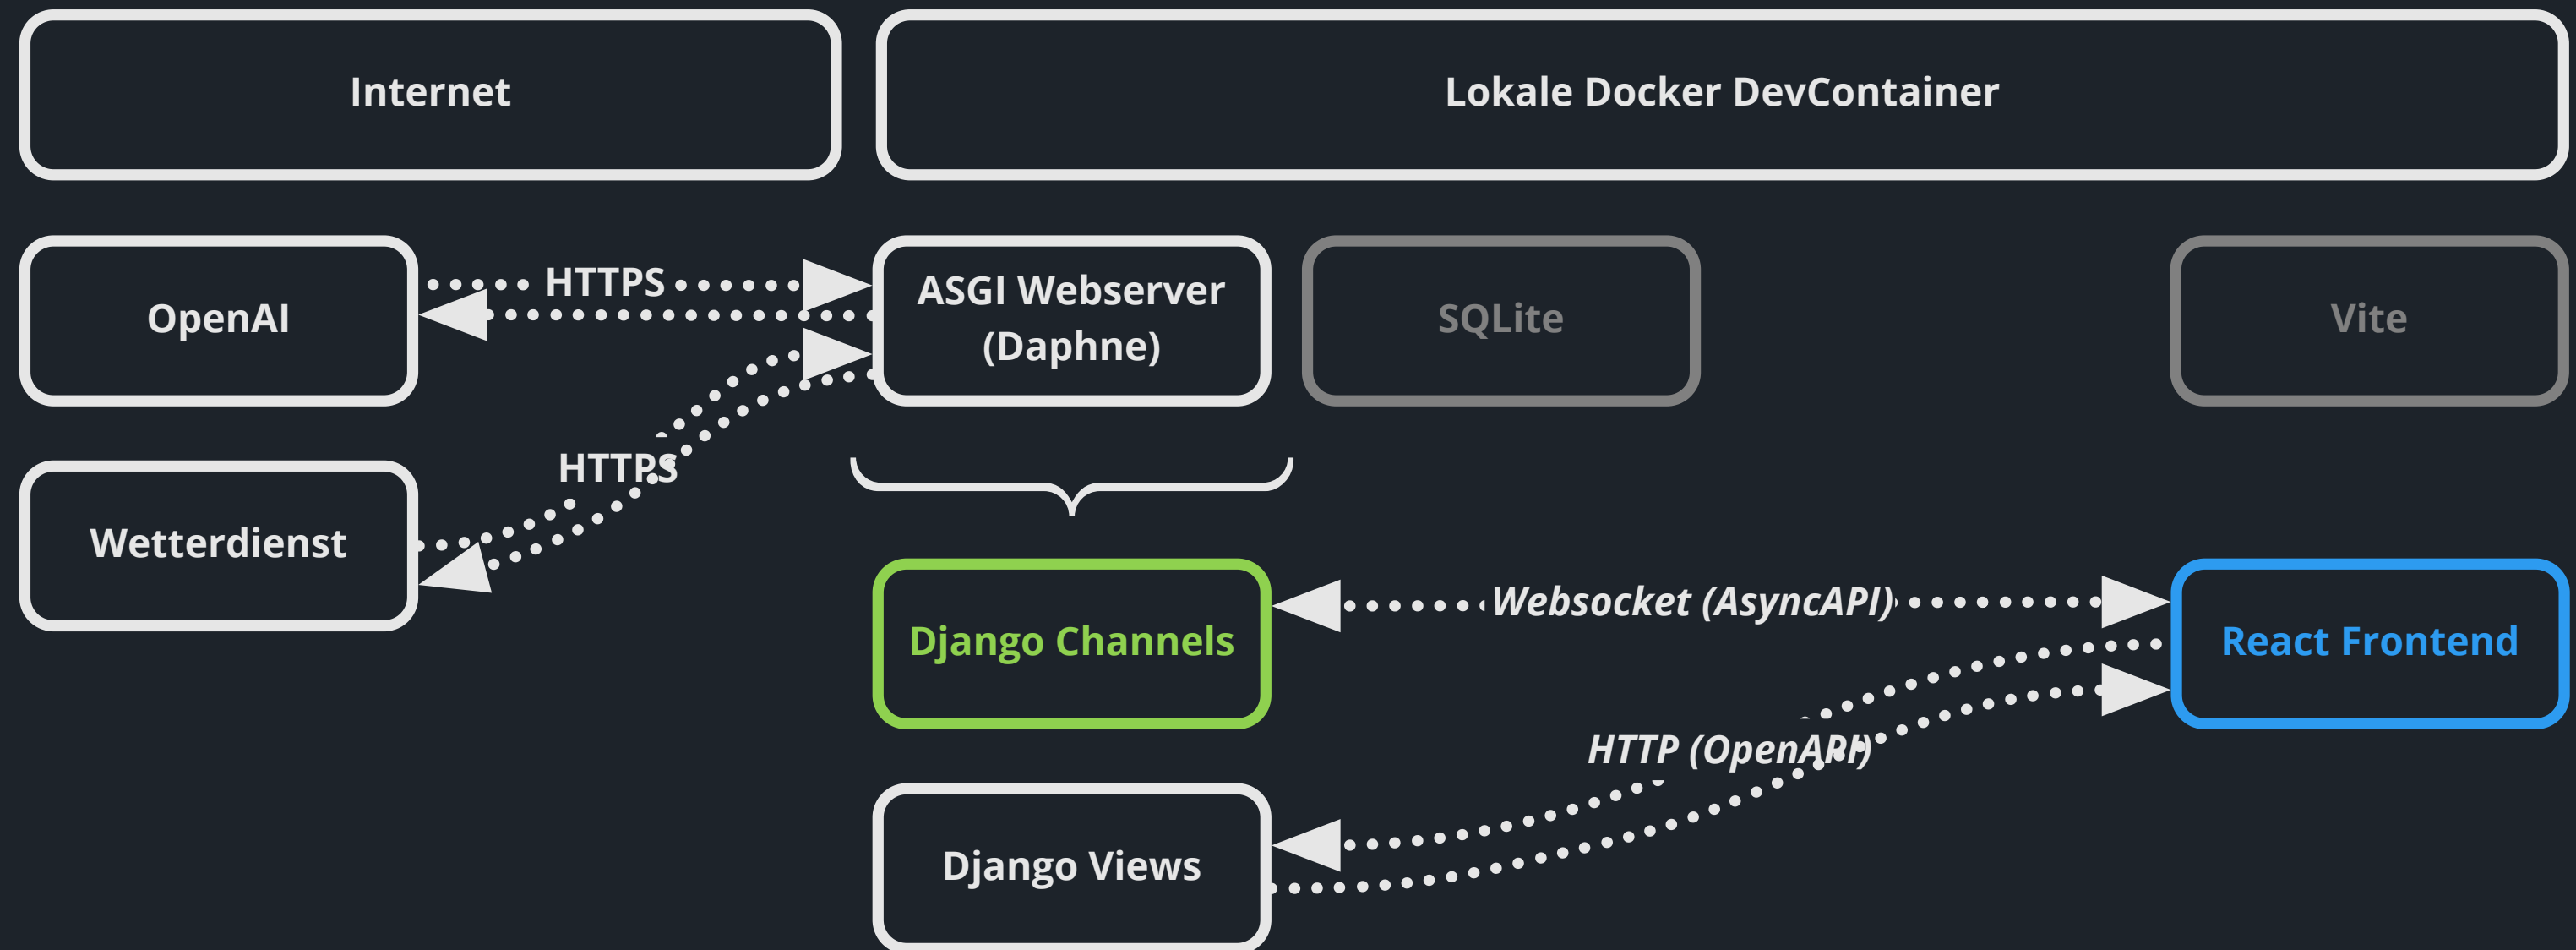 Internet
Lokale Docker DevContainer
OpenAI
HTTPS
ASGI Webserver
(Daphne)
SQLite
Vite
HTTPS
Wetterdienst
Django Channels
Websocket (AsyncAPI)
React Frontend
HTTP (OpenAPI)
Django Views